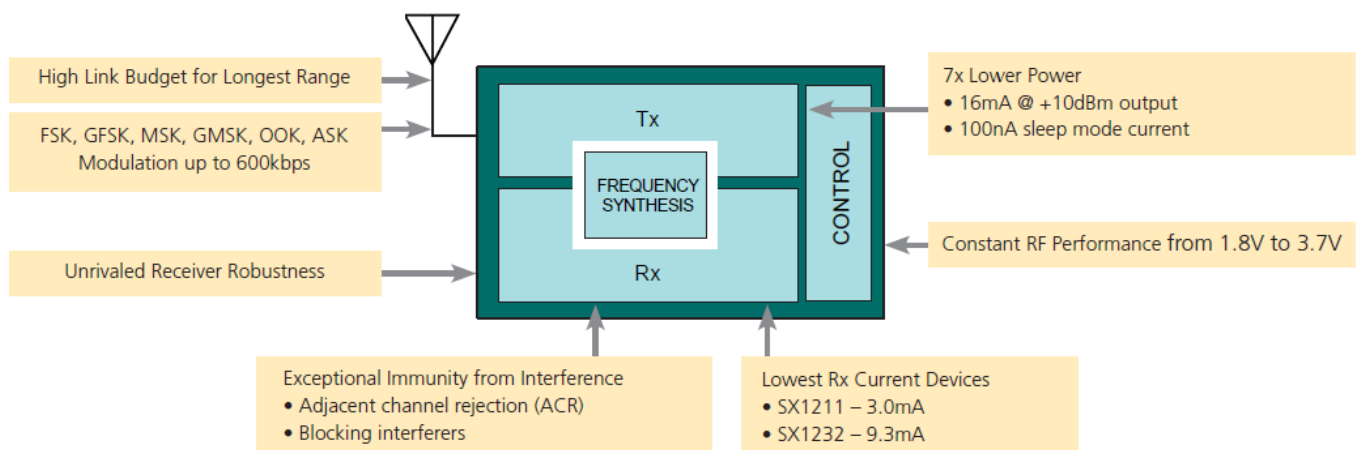 High Link Budget for Longest Range
FSK, GFSK, MSK, GMSK, OOK, ASK
Modulation up to 600kbps
Unrivaled Receiver Robustness
Tx
FREQUENCY
SYNTHESIS
Rx
CONTROL
7x Lower Power
• 16mA @ +10dBm output
• 100nA sleep mode current
Constant RF Performance from 1.8V to 3.7V
Exceptional Immunity from Interference
• Adjacent channel rejection (ACR)
• Blocking interferers
Lowest Rx Current Devices
• SX1211 – 3.0mA
• SX1232 – 9.3mA